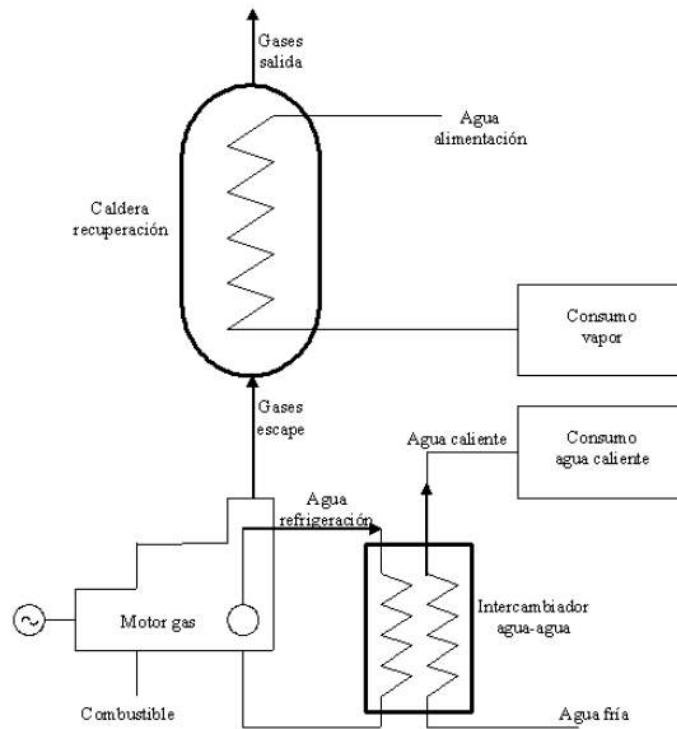 Gases
salida
Agua
alimentación
Caldera
recuperación
Consumo
vapor
Gases
escape
Agua caliente
Consumo
agua caliente
Agua
refrigeración
Motor gas
Intercambiador
agua-agua
Combustible
Agua fría